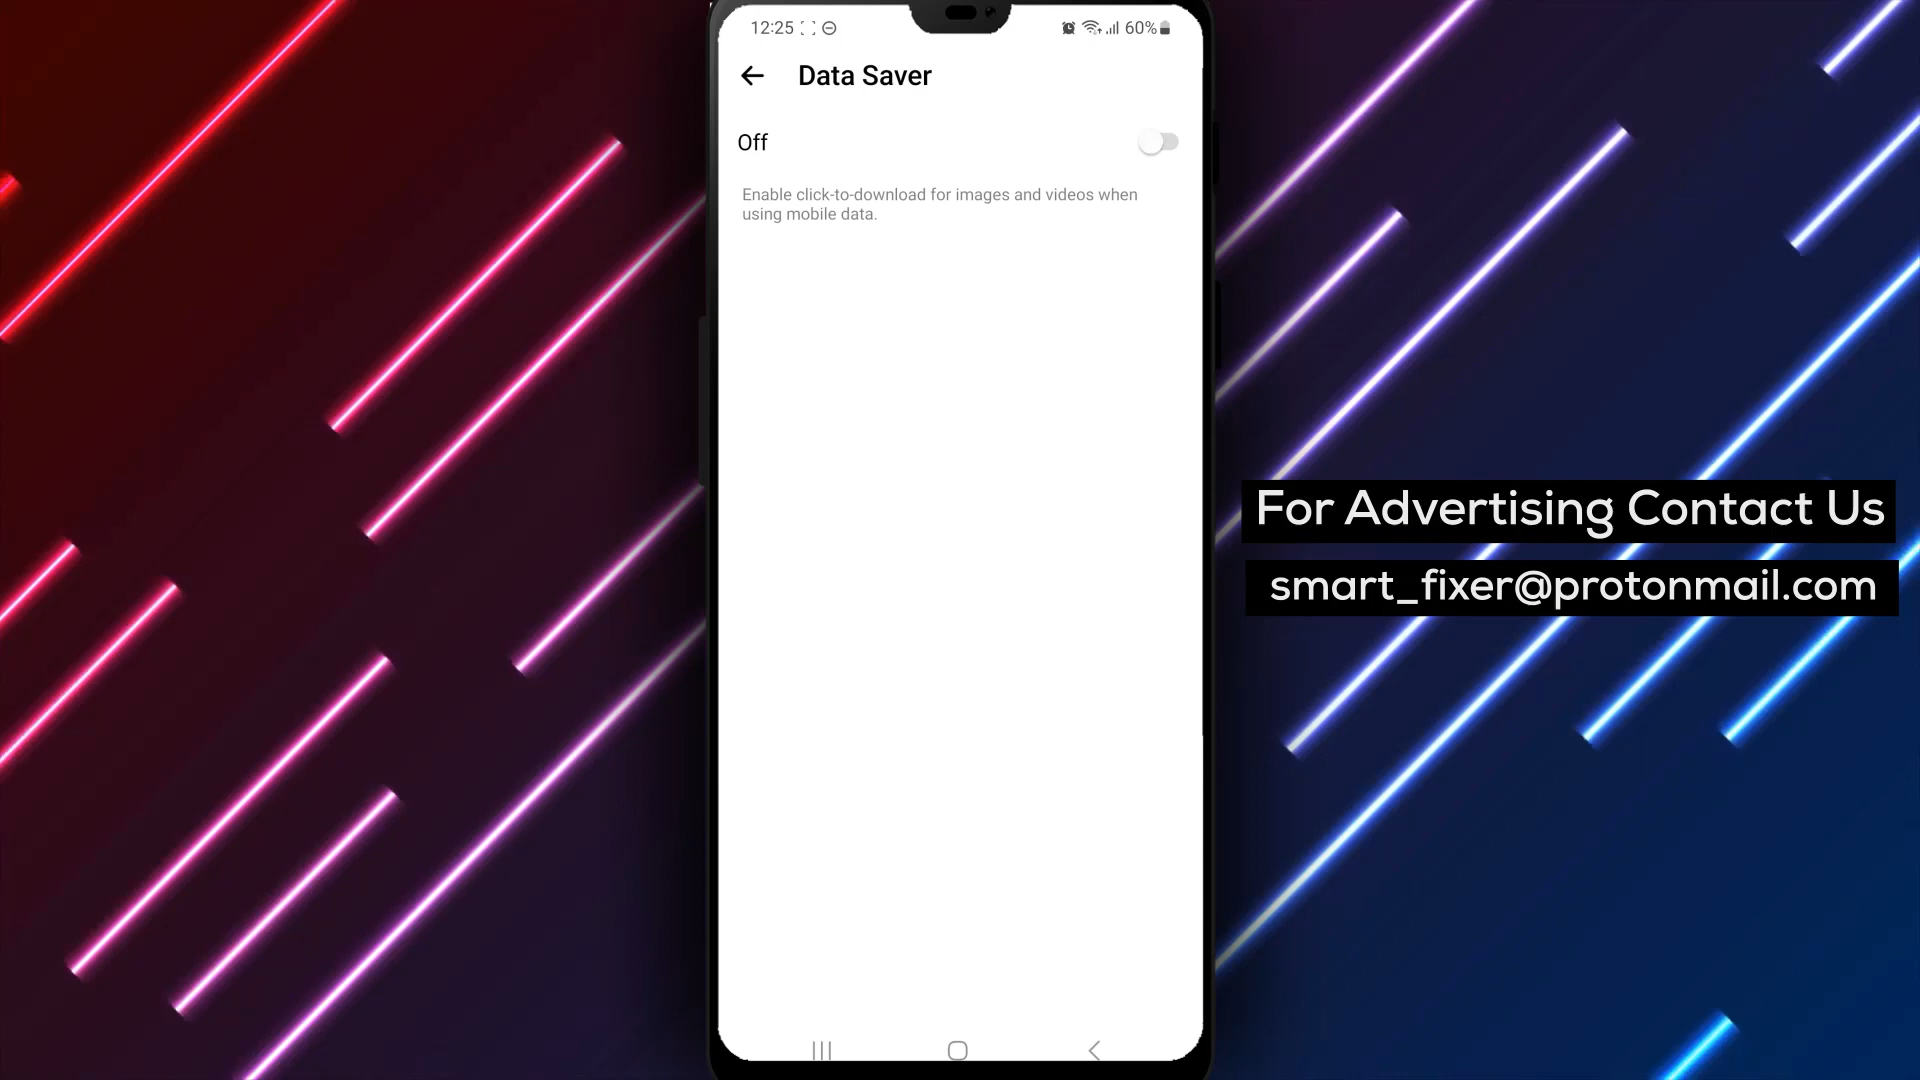 12:25
60%
Data Saver
Off
Enable click-to-download for images and videos when
using mobile data.
For Advertising Contact Us
smart_fixer@protonmail.com